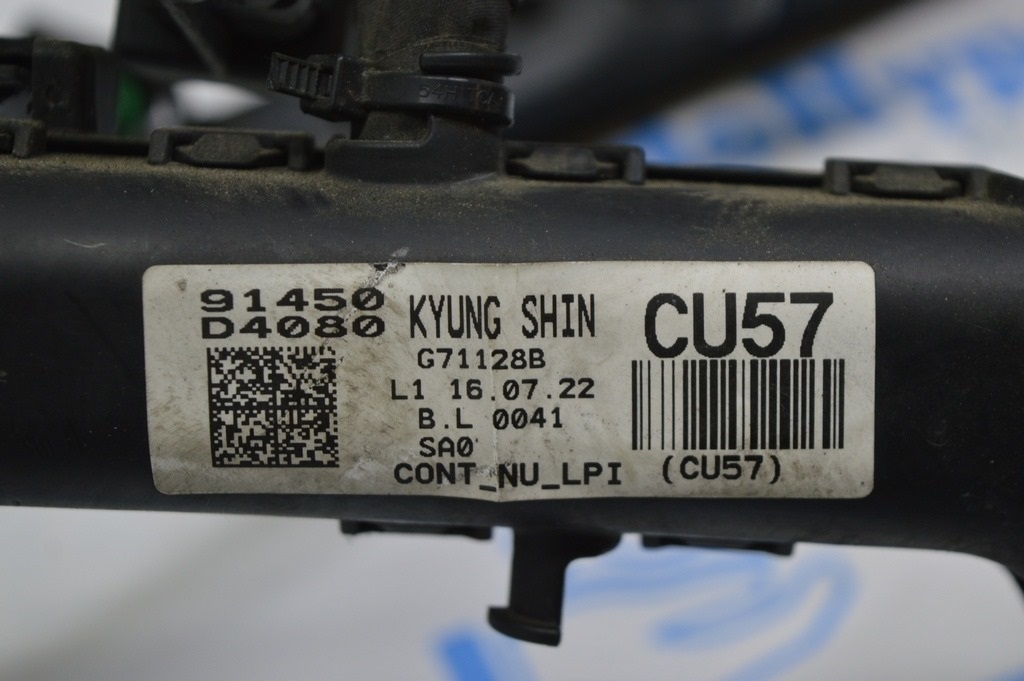 91450
D4080
KYUNG SHIN
G71128B
L1 16.07.22
B.L 0041
SA0
CONT_NU_LPI
CU57
(CU57)